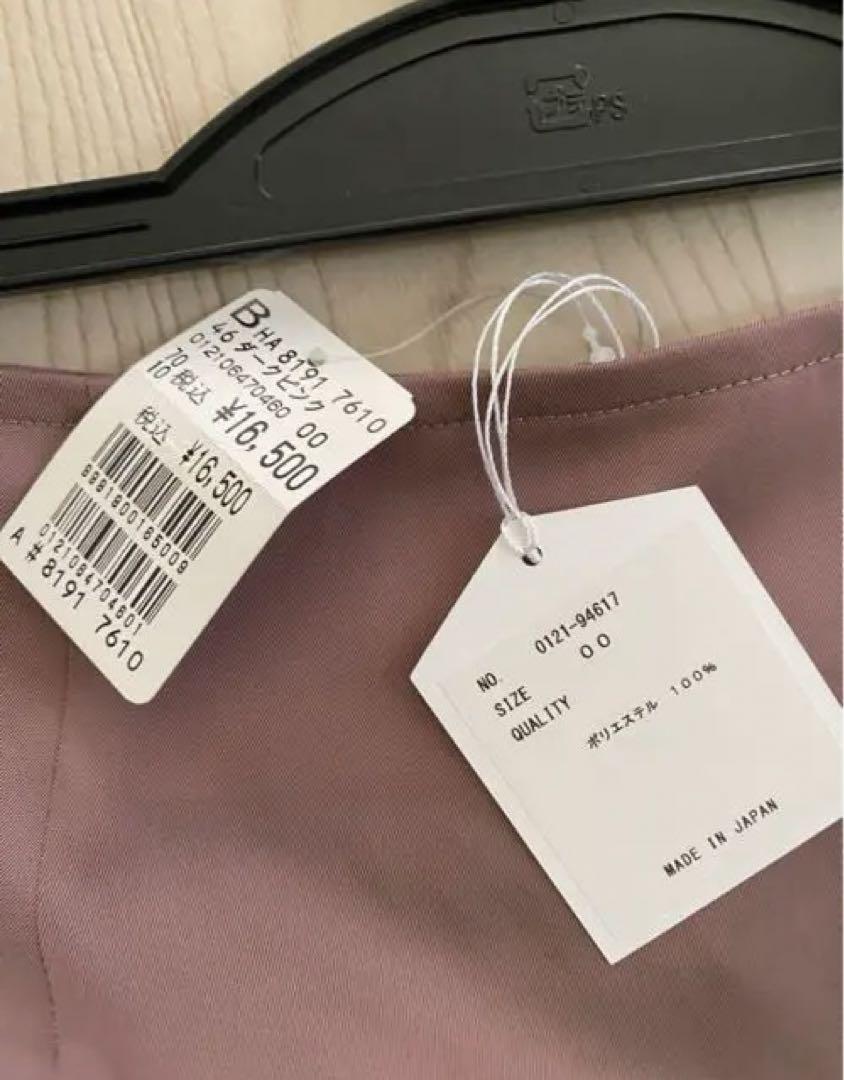 PS
B HA 8191 7610
46 ダークピンク
012106470460 00
70
10 税込 ¥16,500
税込 ¥16,500
8881800165009
0121064704601
A # 8191 7610
NO. 0121-94617
SIZE 00
QUALITY
ポリエステル 100%
MADE IN JAPAN